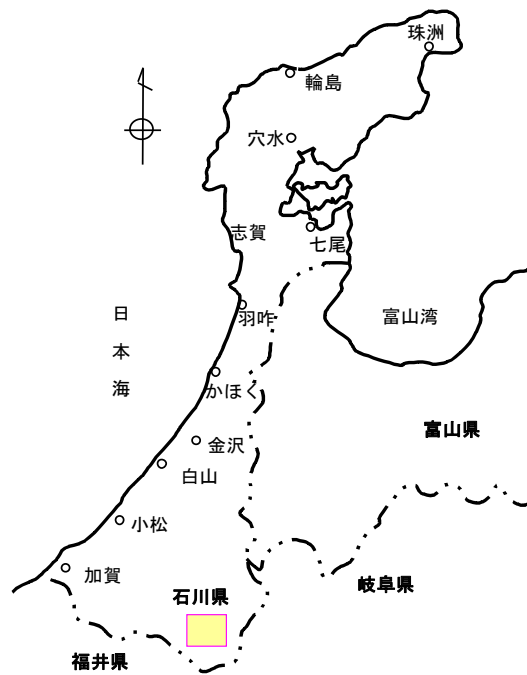 珠洲
輪島
穴水
志賀
七尾
羽咋
富山湾
日
本
海
かほく
富山県
金沢
白山
小松
加賀
岐阜県
石川県
福井県